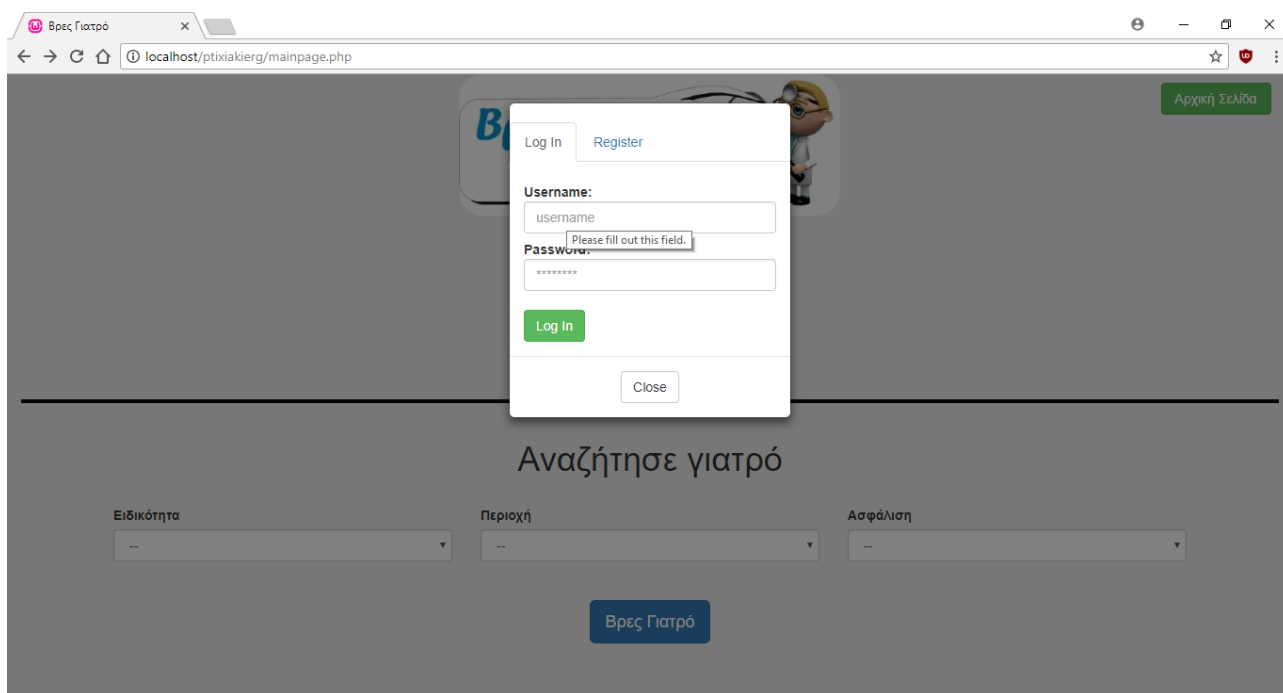 Βρες Γιατρό
localhost/ptixiakierg/mainpage.php
Αρχική Σελίδα
Log In Register
Username:
username
Please fill out this field.
Password:
********
Log In
Close
Αναζήτησε γιατρό
Ειδικότητα Περιοχή Ασφάλιση
-- -- --
Βρες Γιατρό